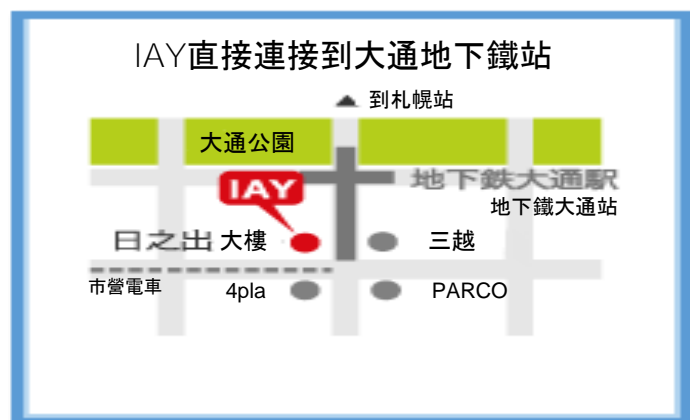 IAY直接連接到大通地下鐵站
▲ 到札幌站
大通公園
IAY
地下鉄大通駅
地下鐵大通站
日之出 大樓
三越
市營電車
4pla
PARCO